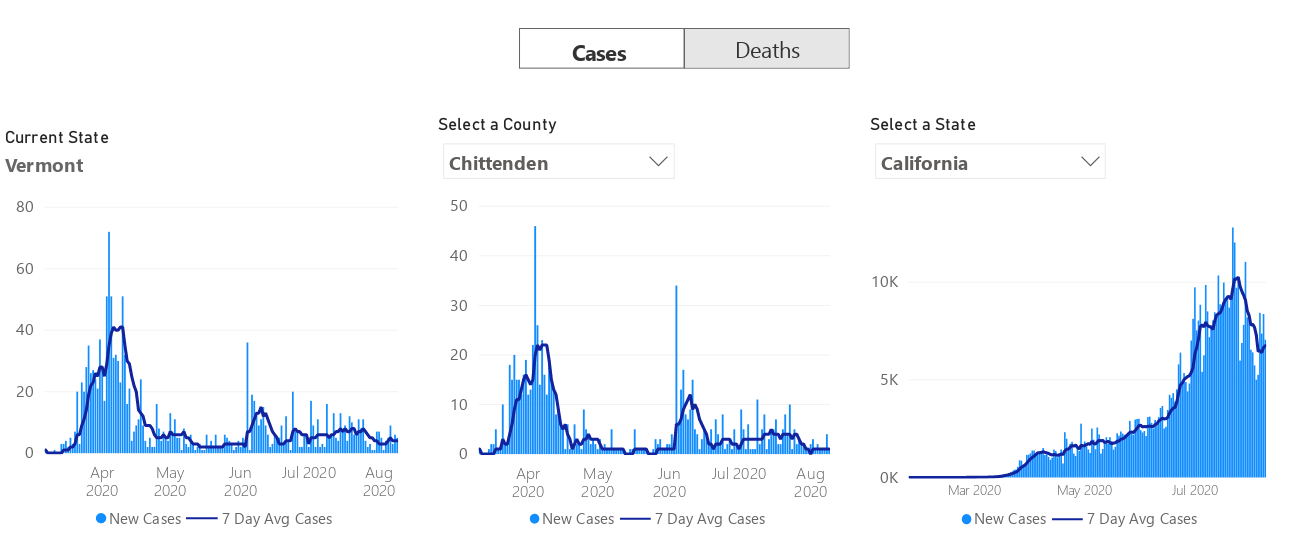 Cases Deaths
Current State
Vermont
Select a County
Chittenden
Select a State
California
80
60
40
20
0
Apr 2020
May 2020
Jun 2020
Jul 2020
Aug 2020
New Cases 7 Day Avg Cases
50
40
30
20
10
0
Apr 2020
May 2020
Jun 2020
Jul 2020
Aug 2020
New Cases 7 Day Avg Cases
10K
5K
0K
Mar 2020
May 2020
Jul 2020
New Cases 7 Day Avg Cases